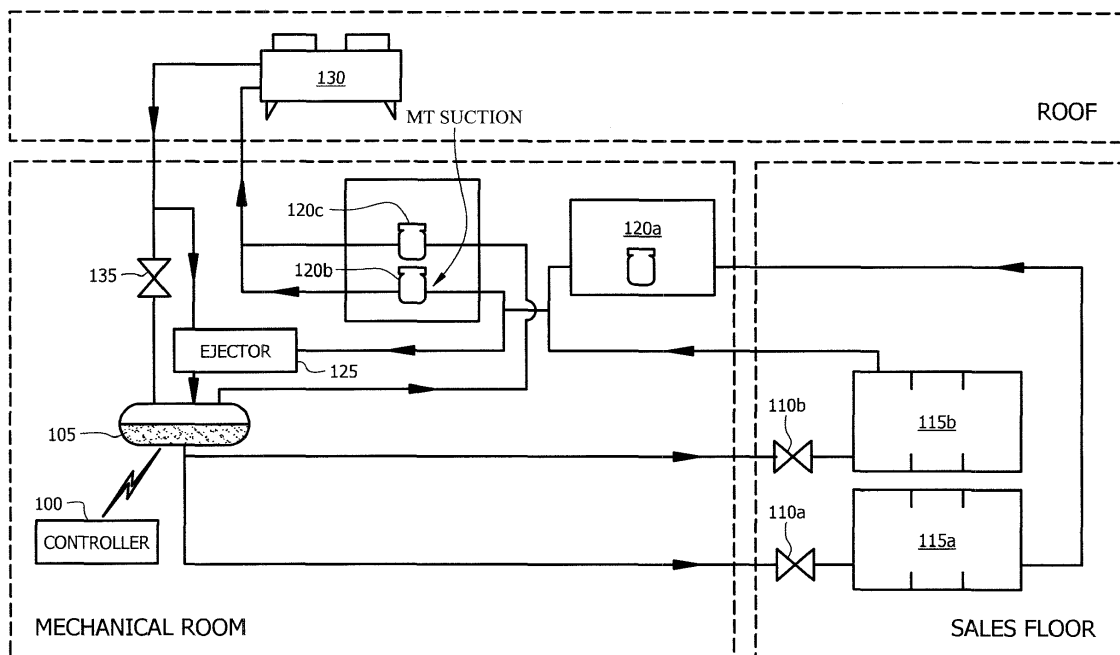 130
ROOF
MT SUCTION
120c
120b
120a
135
EJECTOR
125
105
110b
115b
100
CONTROLLER
110a
115a
MECHANICAL ROOM
SALES FLOOR